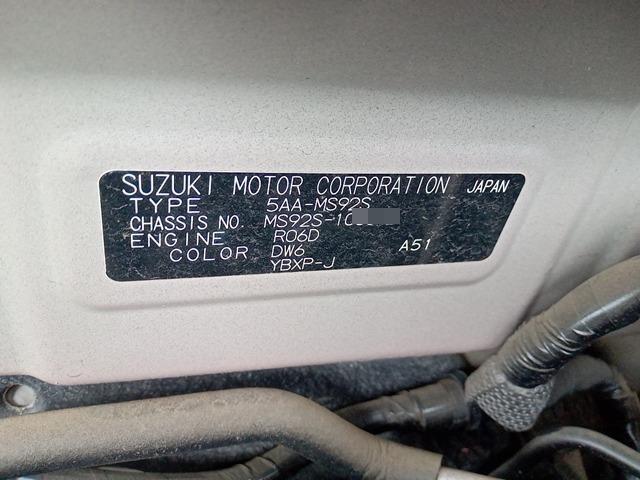 SUZUKI MOTOR CORPORATION JAPAN
TYPE 5AA-MS92S
CHASSIS NO. MS92S-10
ENGINE R06D
COLOR DW6 A51
YBXP-J